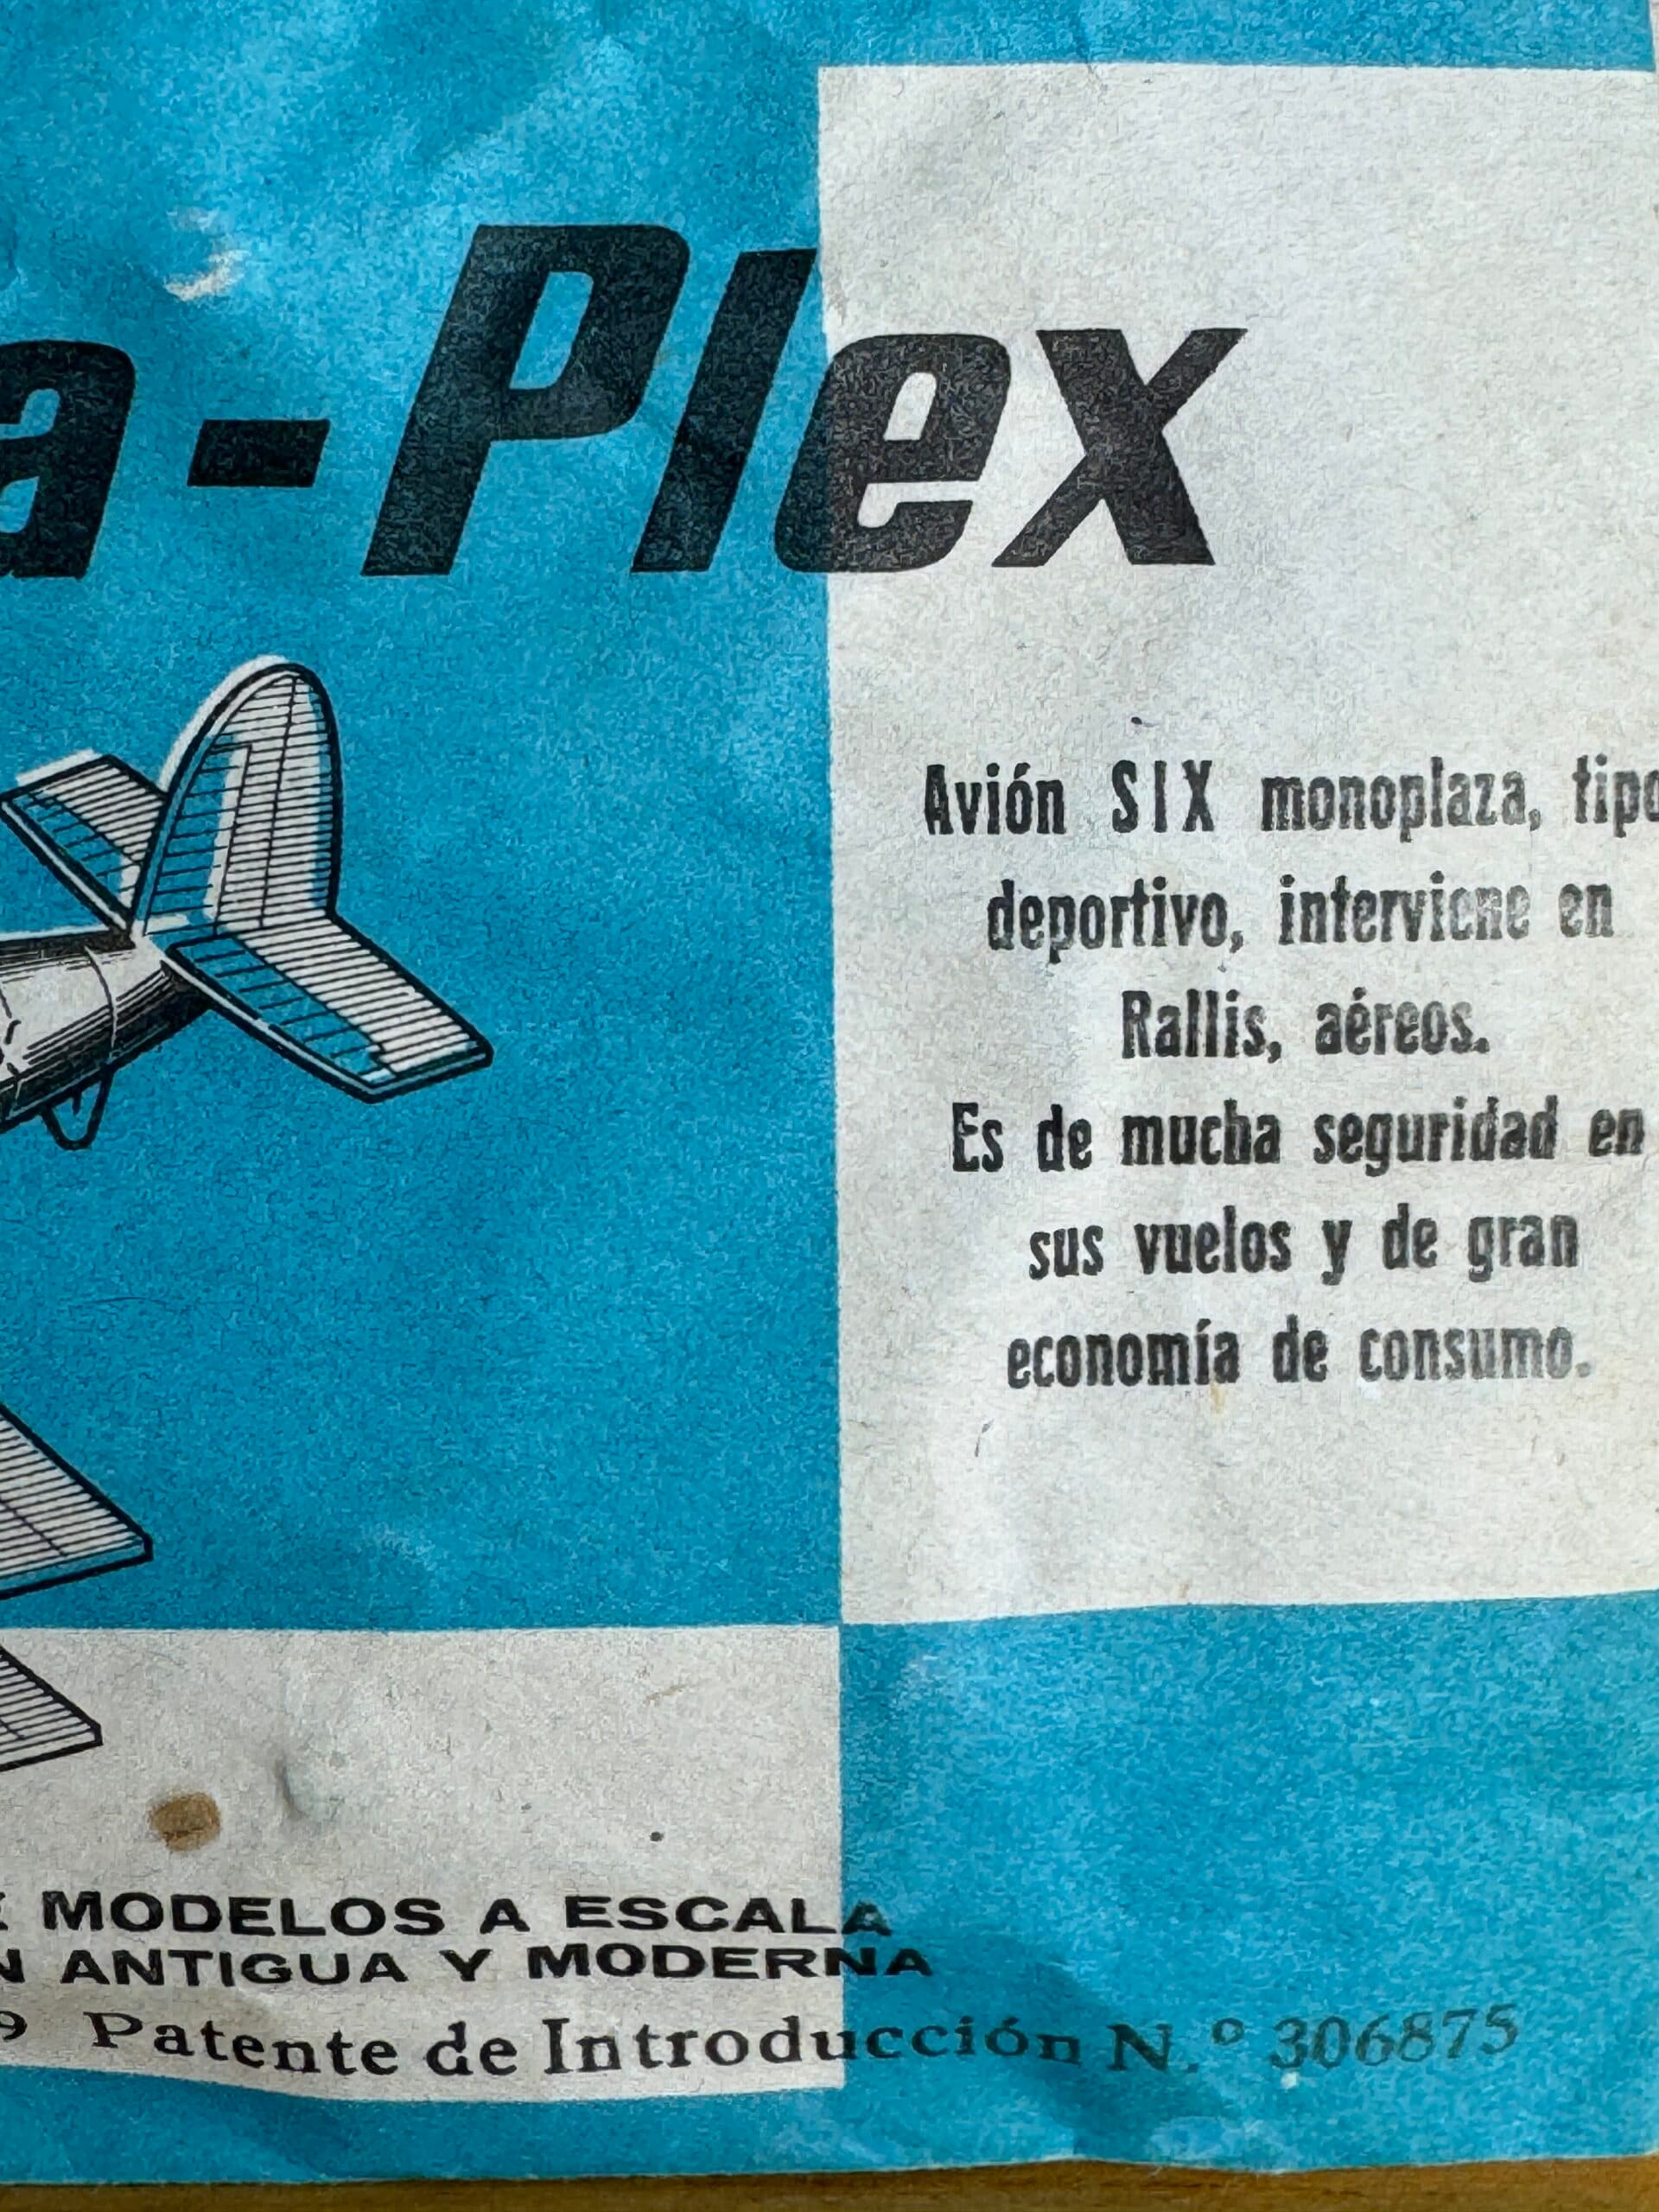 a - Plex
Avión SIX monoplaza, tipo
deportivo, interviene en
Rallis, aéreos.
Es de mucha seguridad en
sus vuelos y de gran
economía de consumo.
E MODELOS A ESCALA
N ANTIGUA Y MODERNA
9 Patente de Introducción N.º 306875